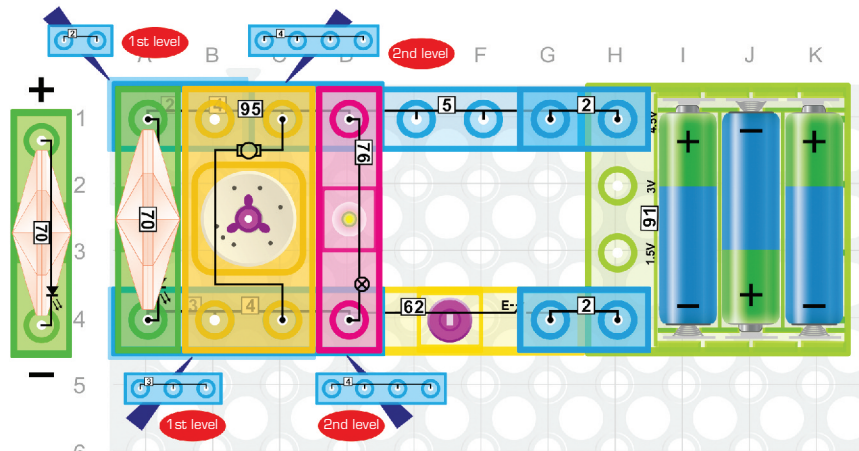 2
1st level
4
2nd level
A B C D F G H I J K
+
1 2 4 95 5 2 4.5V
76
+ − +
2 3V
70 70 91
3 1.5V
− + −
4 3 4 62 E 2
−
5
3
1st level
4
2nd level
6